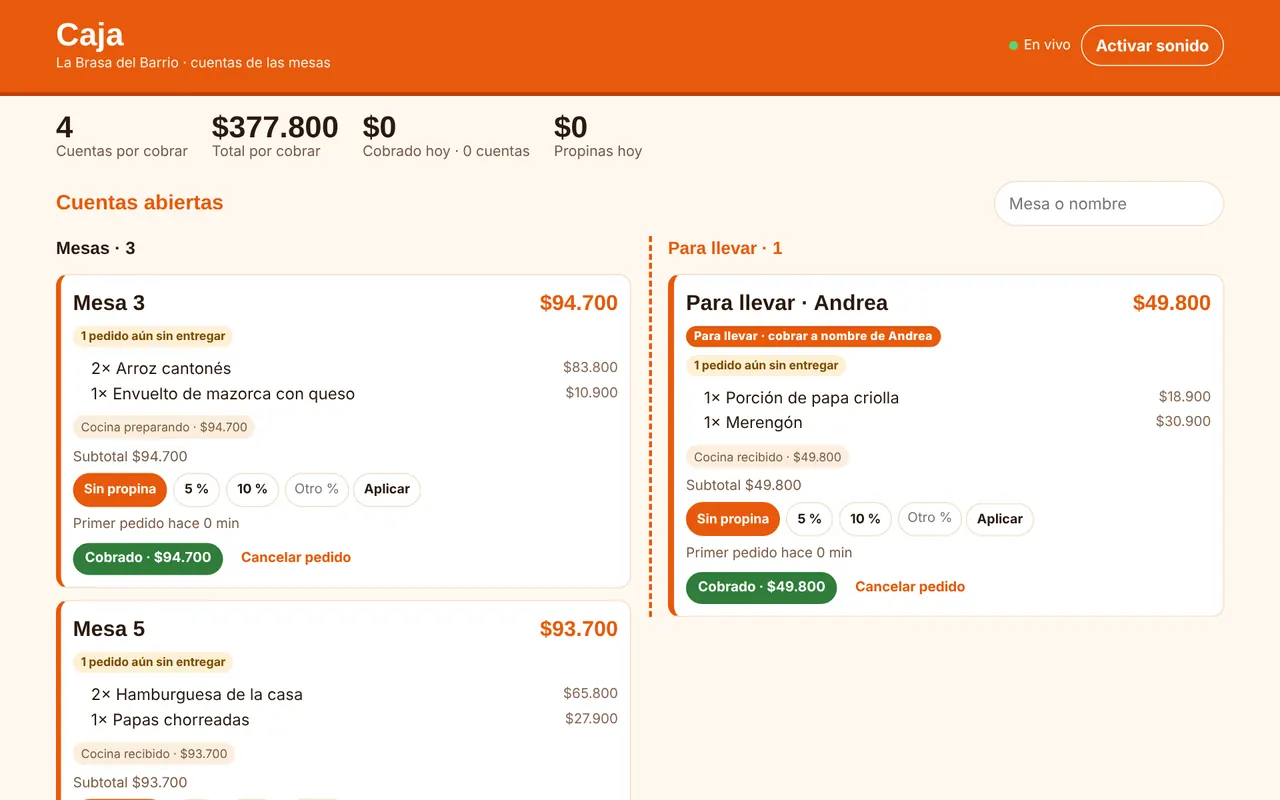 Caja
La Brasa del Barrio · cuentas de las mesas
En vivo
Activar sonido
4
Cuentas por cobrar
$377.800
Total por cobrar
$0
Cobrado hoy · 0 cuentas
$0
Propinas hoy
Cuentas abiertas
Mesa o nombre
Mesas · 3
Mesa 3 $94.700
1 pedido aún sin entregar
2× Arroz cantonés $83.800
1× Envuelto de mazorca con queso $10.900
Cocina preparando · $94.700
Subtotal $94.700
Sin propina 5 % 10 % Otro % Aplicar
Primer pedido hace 0 min
Cobrado · $94.700 Cancelar pedido
Mesa 5 $93.700
1 pedido aún sin entregar
2× Hamburguesa de la casa $65.800
1× Papas chorreadas $27.900
Cocina recibido · $93.700
Subtotal $93.700
Para llevar · 1
Para llevar · Andrea $49.800
Para llevar · cobrar a nombre de Andrea
1 pedido aún sin entregar
1× Porción de papa criolla $18.900
1× Merengón $30.900
Cocina recibido · $49.800
Subtotal $49.800
Sin propina 5 % 10 % Otro % Aplicar
Primer pedido hace 0 min
Cobrado · $49.800 Cancelar pedido